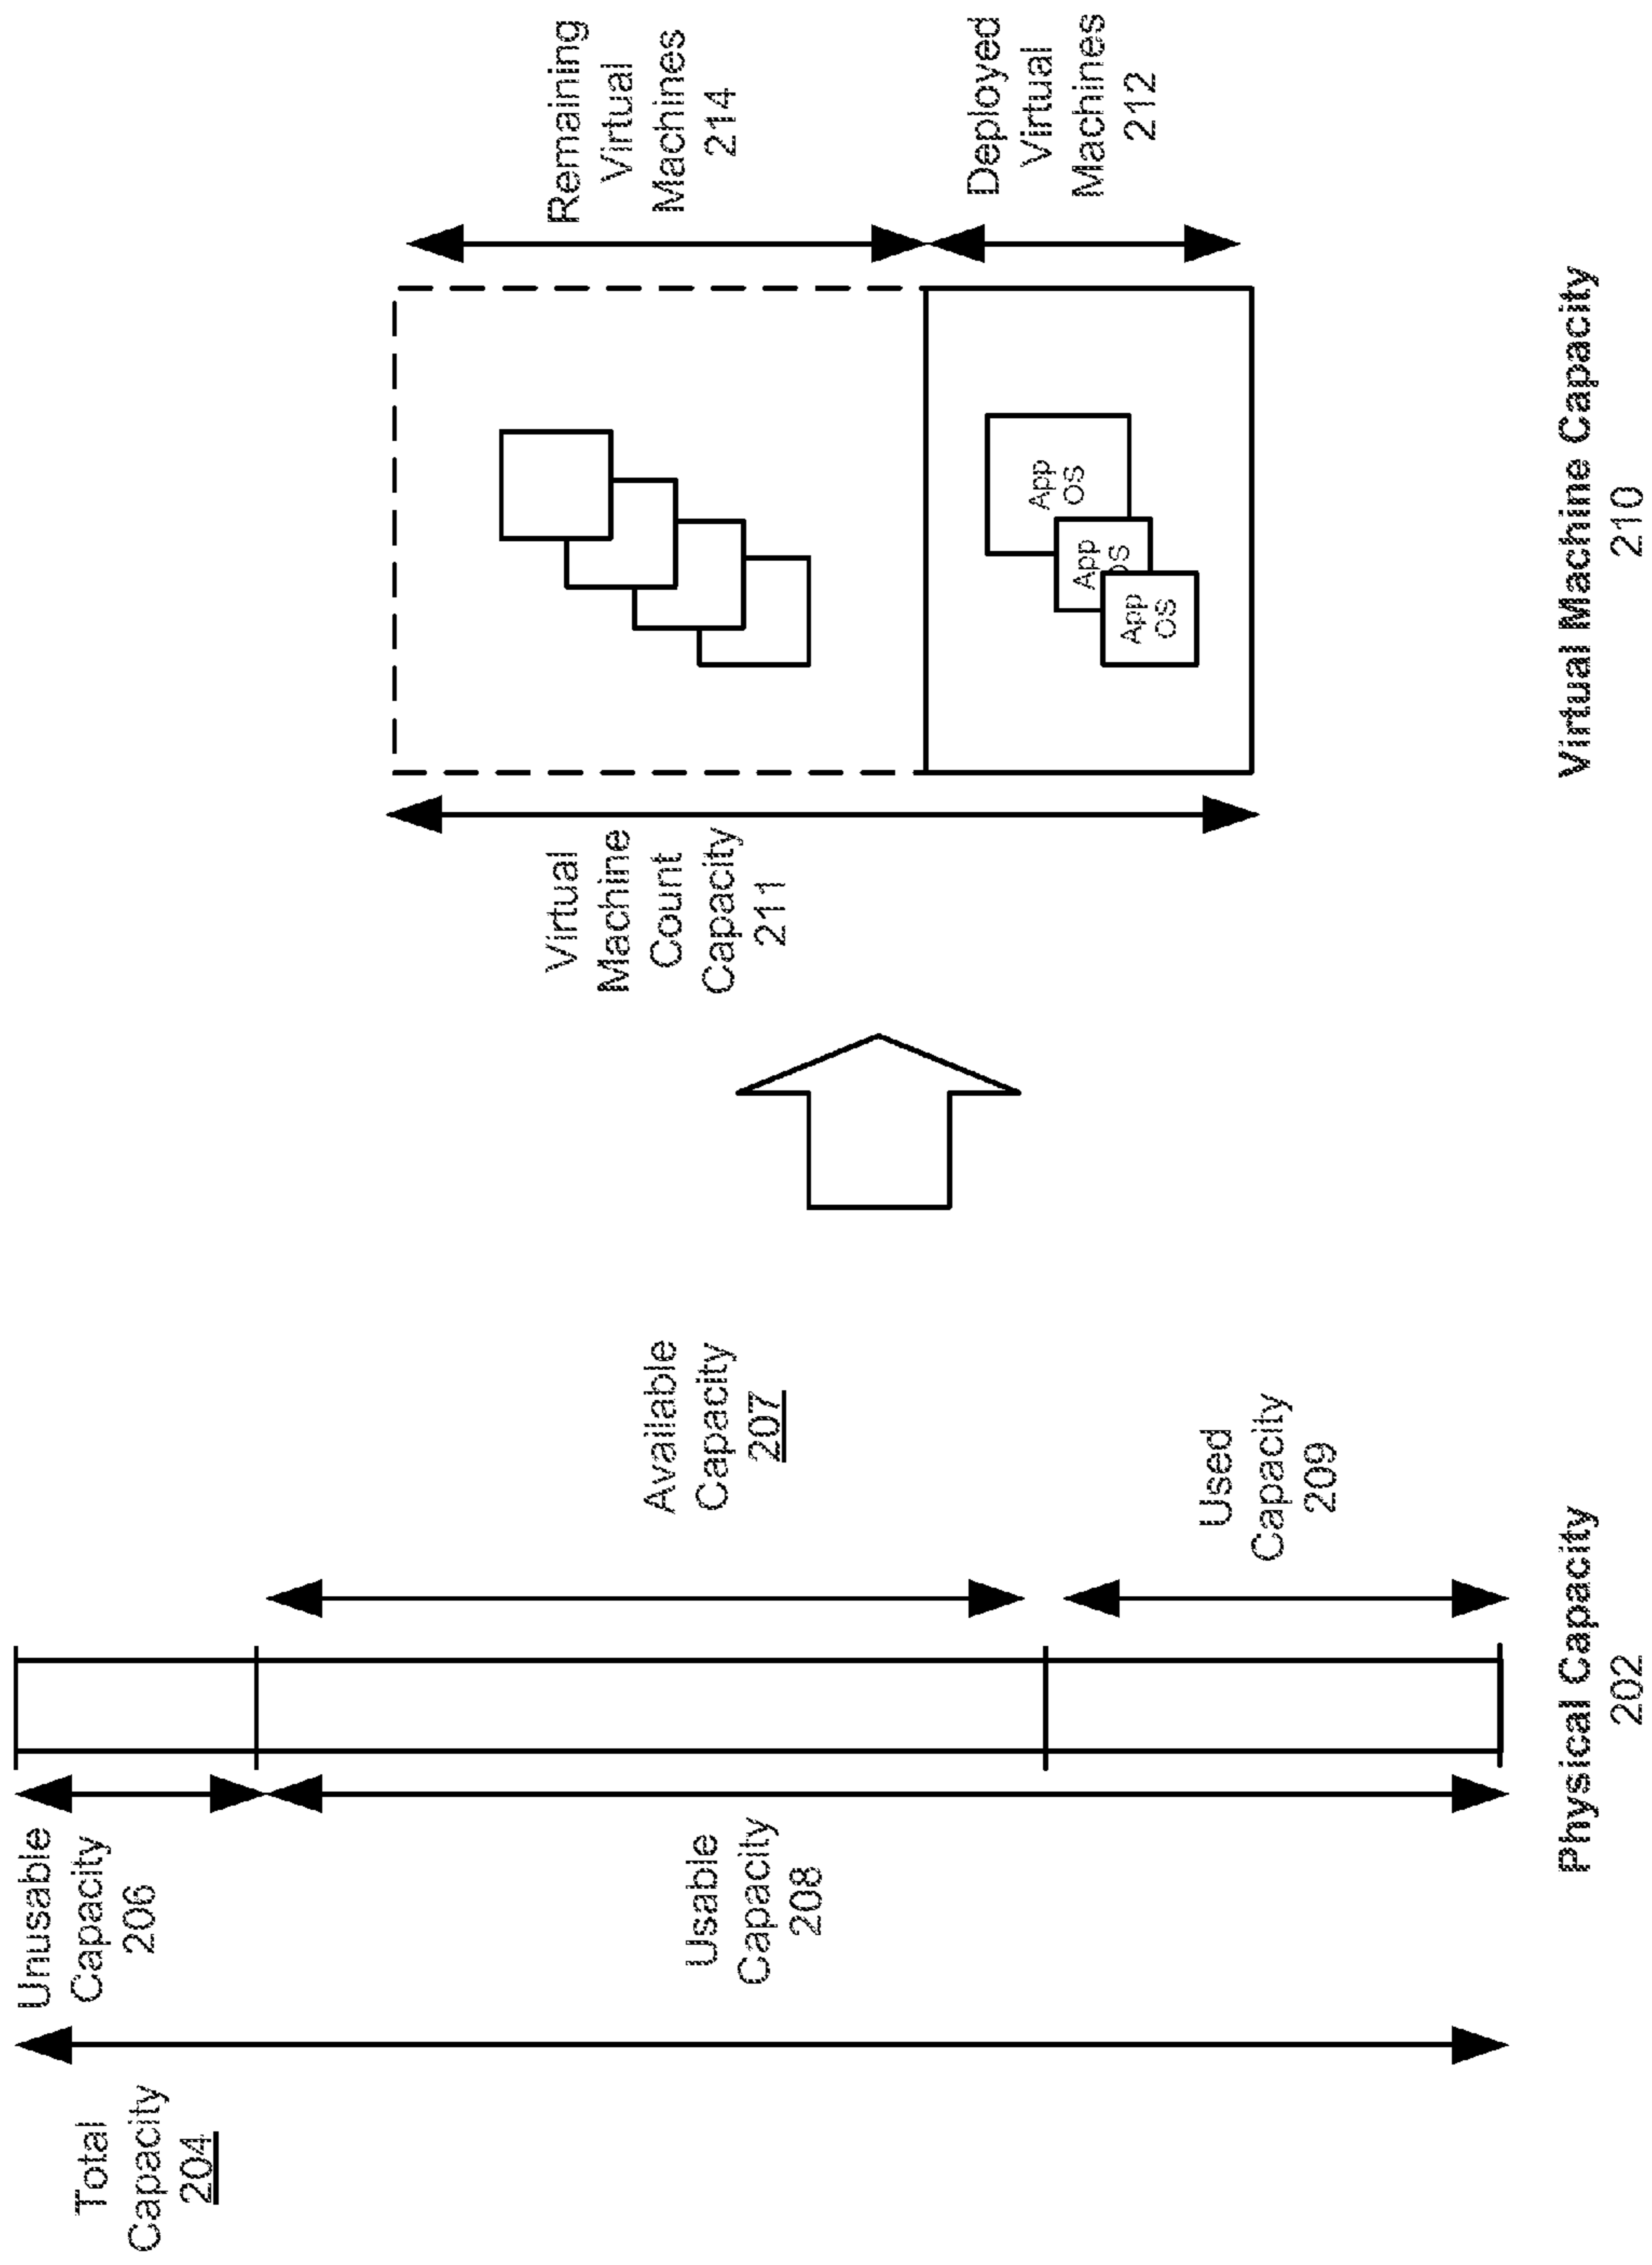 Total
Capacity
204
Unusable
Capacity
206
Usable
Capacity
208
Available
Capacity
207
Used
Capacity
209
Physical Capacity
202
Virtual
Machine
Count
Capacity
211
Remaining
Virtual
Machines
214
Deployed
Virtual
Machines
212
App
OS
App
OS
App
OS
Virtual Machine Capacity
210